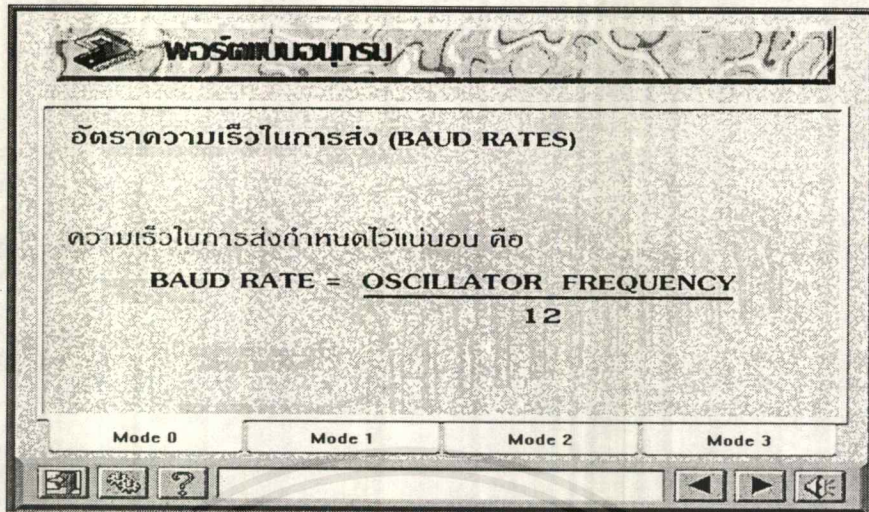 พอร์ตแบบอนุกรม
อัตราความเร็วในการส่ง (BAUD RATES)
ความเร็วในการส่งกำหนดไว้แน่นอน คือ
BAUD RATE = OSCILLATOR FREQUENCY
12
Mode 0 Mode 1 Mode 2 Mode 3
?